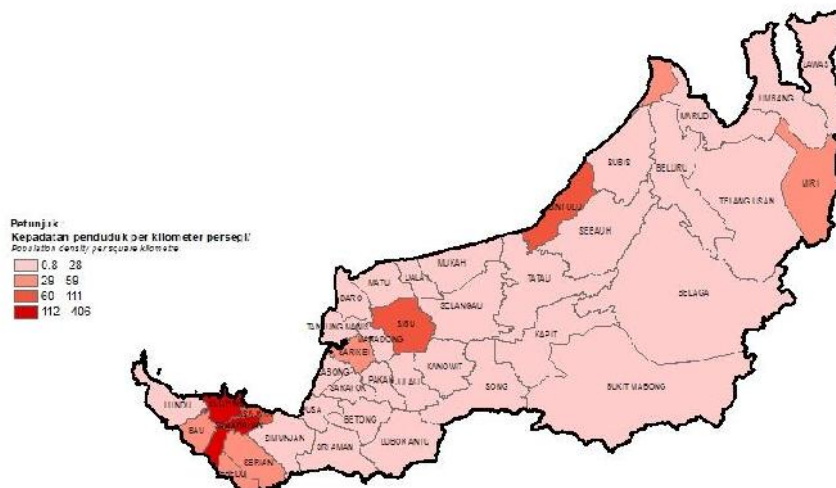 Petunjuk :
Kepadatan penduduk per kilometer persegi/
Population density per square kilometre
0.8 28
29 59
60 111
112 406
LAWAS
LIMBANG
MARUDI
SUBIS
BELURU
MIRI
TELANG USAN
BINTULU
SEBAUH
MUKAH
TATAU
MATU
DALAT
BELAGA
DARO
SELANGAU
SIBU
TANJUNG MANIS
KAPIT
MARADONG
SARIKEI
KANOWIT
KABONG
PAKAN
JULAU
SONG
BUKIT MABONG
SARATOK
LUNDU
PUSA
BETONG
BAU
SIMUNJAN
SRI AMAN
LUBOK ANTU
SERIAN